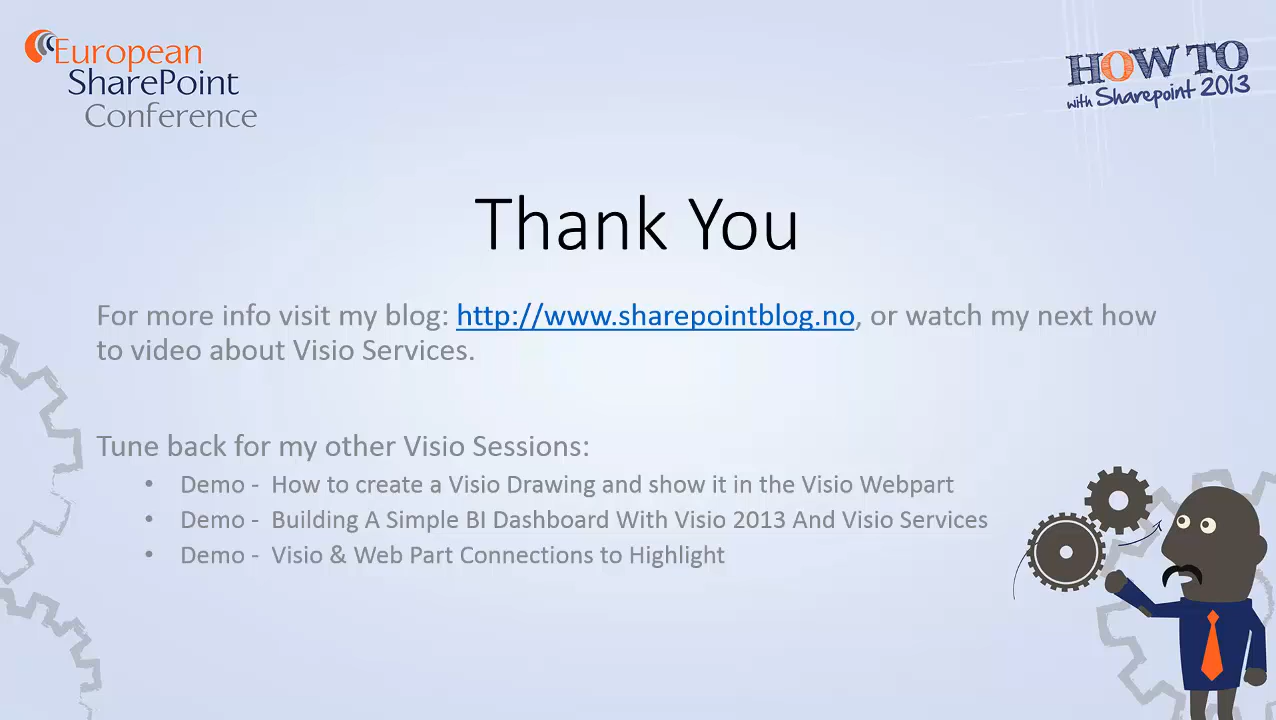 European
SharePoint
Conference
HOW TO
with Sharepoint 2013
Thank You
For more info visit my blog: http://www.sharepointblog.no, or watch my next how
to video about Visio Services.
Tune back for my other Visio Sessions:
• Demo - How to create a Visio Drawing and show it in the Visio Webpart
• Demo - Building A Simple BI Dashboard With Visio 2013 And Visio Services
• Demo - Visio & Web Part Connections to Highlight